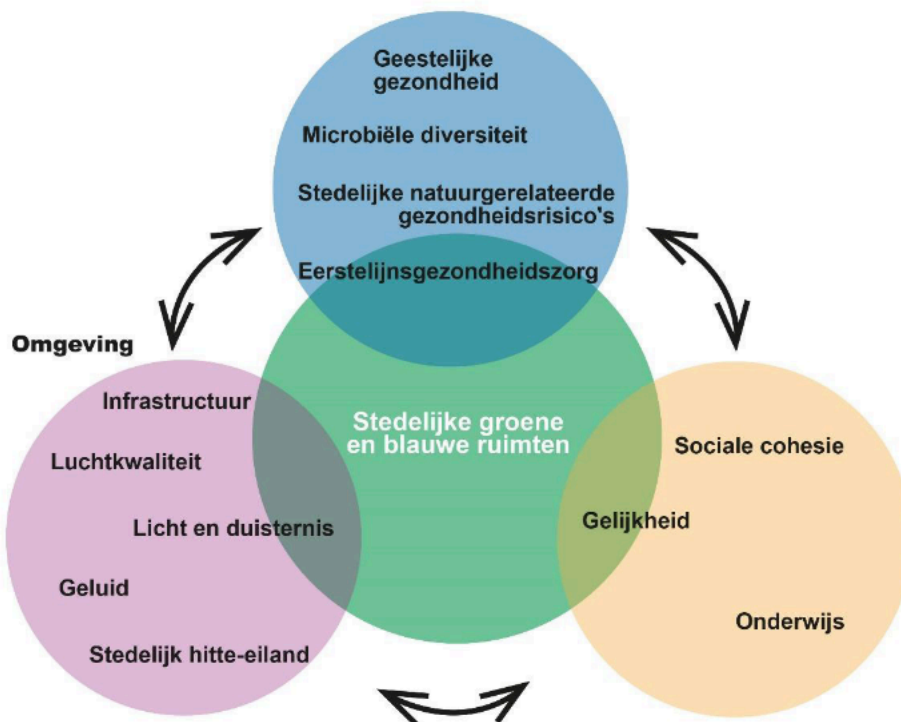 Geestelijke
gezondheid
Microbiële diversiteit
Stedelijke natuurgerelateerde
gezondheidsrisico's
Eerstelijnsgezondheidszorg
Omgeving
Infrastructuur
Luchtkwaliteit
Licht en duisternis
Geluid
Stedelijk hitte-eiland
Stedelijke groene
en blauwe ruimten
Sociale cohesie
Gelijkheid
Onderwijs